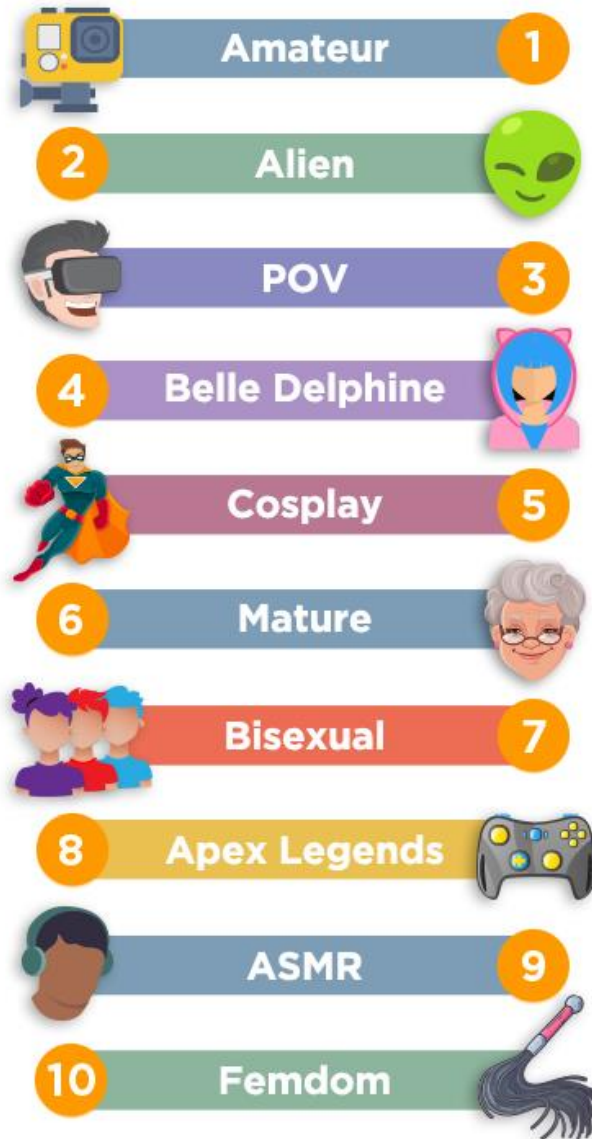 Amateur 1
2 Alien
POV 3
4 Belle Delphine
Cosplay 5
6 Mature
Bisexual 7
8 Apex Legends
ASMR 9
10 Femdom